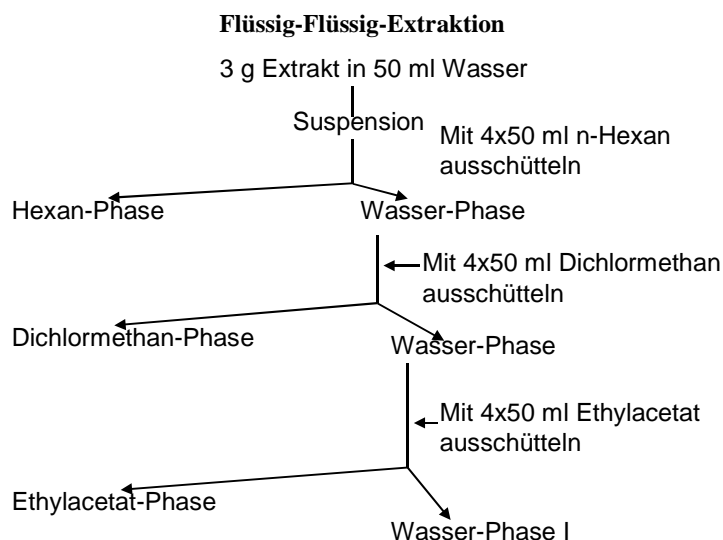 Flüssig-Flüssig-Extraktion
3 g Extrakt in 50 ml Wasser
Suspension
Mit 4x50 ml n-Hexan
ausschütteln
Hexan-Phase
Wasser-Phase
Mit 4x50 ml Dichlormethan
ausschütteln
Dichlormethan-Phase
Wasser-Phase
Mit 4x50 ml Ethylacetat
ausschütteln
Ethylacetat-Phase
Wasser-Phase I